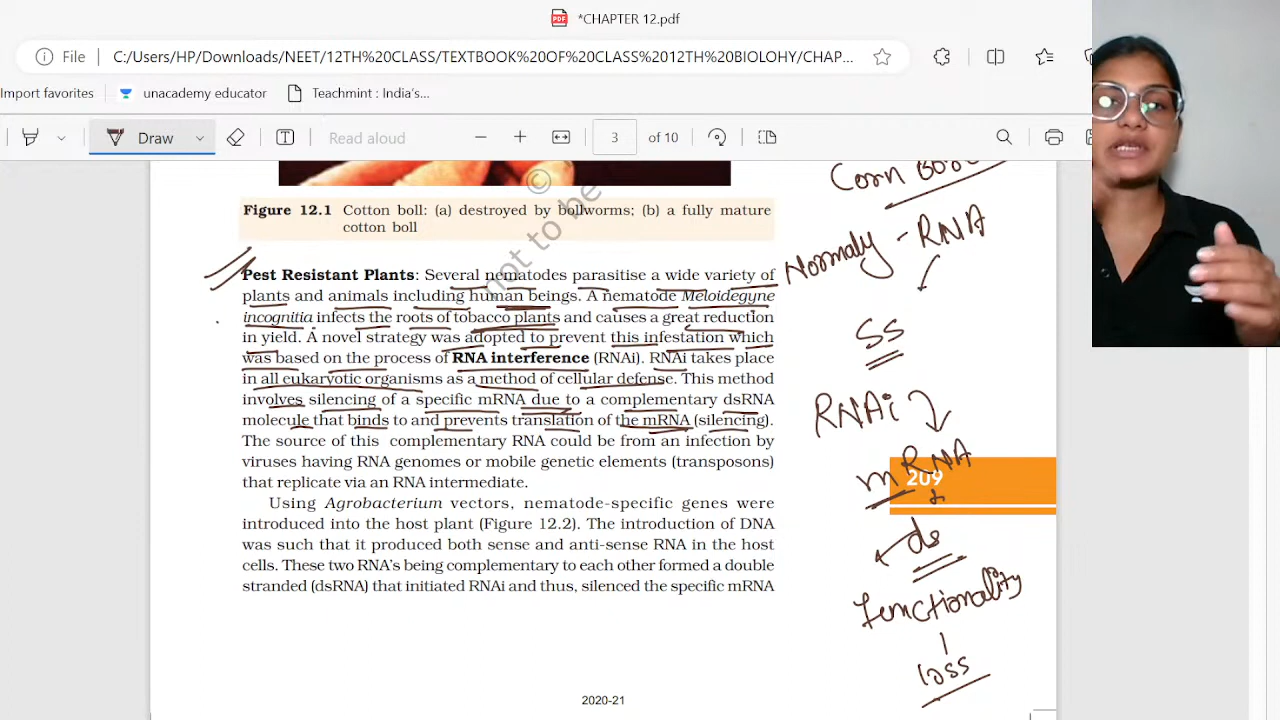 *CHAPTER 12.pdf
File C:/Users/HP/Downloads/NEET/12TH%20CLASS/TEXTBOOK%20OF%20CLASS%2012TH%20BIOLOHY/CHAP...
Import favorites unacademy educator Teachmint : India's...
Draw Read aloud 3 of 10
Corn
© not to be
Figure 12.1 Cotton boll: (a) destroyed by bollworms; (b) a fully mature
cotton boll
Normaly - RNA
SS
RNAi
mRNA
ds
functionality
loss
Pest Resistant Plants: Several nematodes parasitise a wide variety of
plants and animals including human beings. A nematode Meloidegyne
incognitia infects the roots of tobacco plants and causes a great reduction
in yield. A novel strategy was adopted to prevent this infestation which
was based on the process of RNA interference (RNAi). RNAi takes place
in all eukaryotic organisms as a method of cellular defense. This method
involves silencing of a specific mRNA due to a complementary dsRNA
molecule that binds to and prevents translation of the mRNA (silencing).
The source of this complementary RNA could be from an infection by
viruses having RNA genomes or mobile genetic elements (transposons)
that replicate via an RNA intermediate.
Using Agrobacterium vectors, nematode-specific genes were
introduced into the host plant (Figure 12.2). The introduction of DNA
was such that it produced both sense and anti-sense RNA in the host
cells. These two RNA's being complementary to each other formed a double
stranded (dsRNA) that initiated RNAi and thus, silenced the specific mRNA
209
2020-21